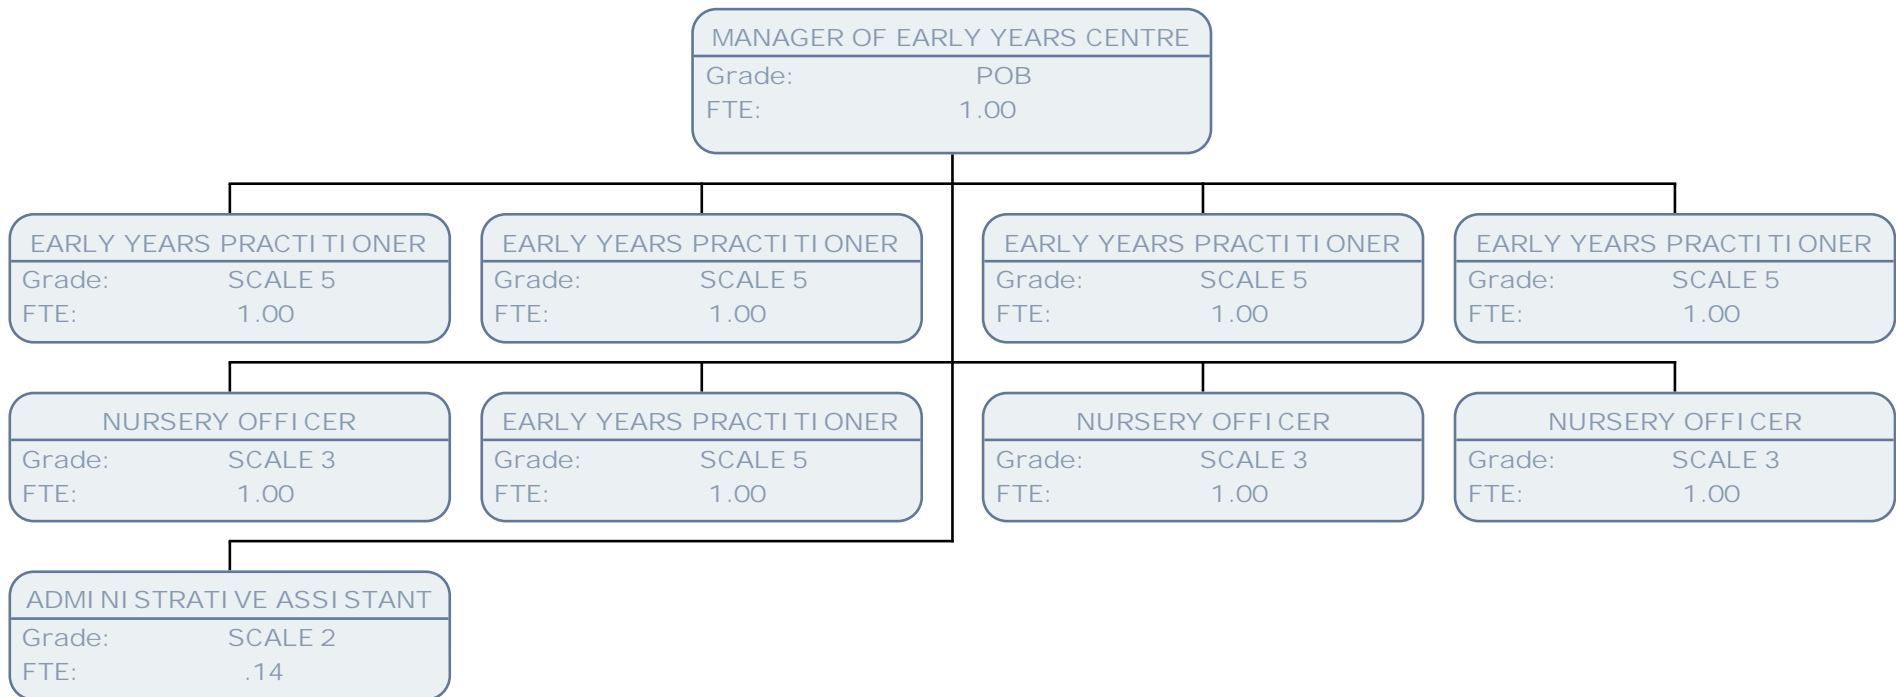 MANAGER OF EARLY YEARS CENTRE
Grade: POB
FTE: 1.00
EARLY YEARS PRACTITIONER
Grade: SCALE 5
FTE: 1.00
EARLY YEARS PRACTITIONER
Grade: SCALE 5
FTE: 1.00
EARLY YEARS PRACTITIONER
Grade: SCALE 5
FTE: 1.00
EARLY YEARS PRACTITIONER
Grade: SCALE 5
FTE: 1.00
NURSERY OFFICER
Grade: SCALE 3
FTE: 1.00
EARLY YEARS PRACTITIONER
Grade: SCALE 5
FTE: 1.00
NURSERY OFFICER
Grade: SCALE 3
FTE: 1.00
NURSERY OFFICER
Grade: SCALE 3
FTE: 1.00
ADMINISTRATIVE ASSISTANT
Grade: SCALE 2
FTE: .14